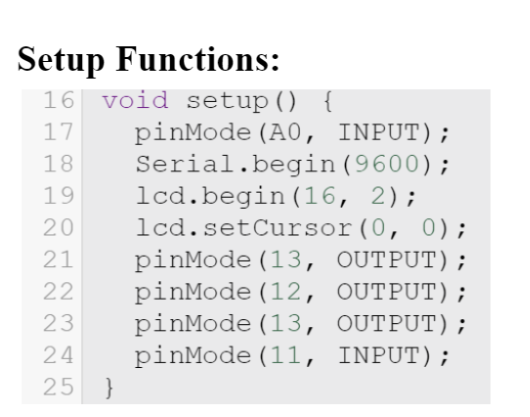 Setup Functions:
16 void setup() {
17 pinMode(A0, INPUT);
18 Serial.begin(9600);
19 lcd.begin(16, 2);
20 lcd.setCursor(0, 0);
21 pinMode(13, OUTPUT);
22 pinMode(12, OUTPUT);
23 pinMode(13, OUTPUT);
24 pinMode(11, INPUT);
25 }